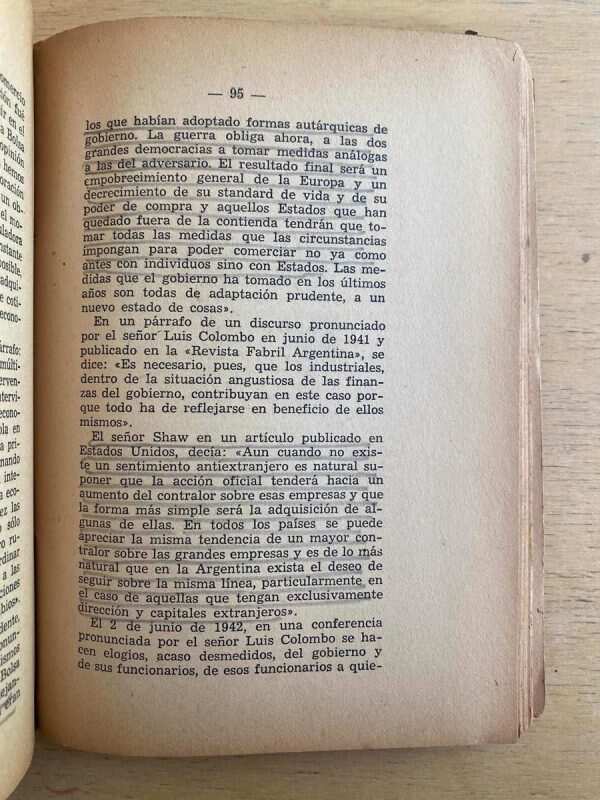 — 95 —
los que habían adoptado formas autárquicas de
gobierno. La guerra obliga ahora, a las dos
grandes democracias a tomar medidas análogas
a las del adversario. El resultado final será un
empobrecimiento general de la Europa y un
decrecimiento de su standard de vida y de su
poder de compra y aquellos Estados que han
quedado fuera de la contienda tendrán que to-
mar todas las medidas que las circunstancias
impongan para poder comerciar no ya como
antes con individuos sino con Estados. Las me-
didas que el gobierno ha tomado en los últimos
años son todas de adaptación prudente, a un
nuevo estado de cosas».
En un párrafo de un discurso pronunciado
por el señor Luis Colombo en junio de 1941 y
publicado en la «Revista Fabril Argentina», se
dice: «Es necesario, pues, que los industriales,
dentro de la situación angustiosa de las finan-
zas del gobierno, contribuyan en este caso por-
que todo ha de reflejarse en beneficio de ellos
mismos».
El señor Shaw en un artículo publicado en
Estados Unidos, decía: «Aun cuando no exis-
te un sentimiento antiextranjero es natural su-
poner que la acción oficial tenderá hacia un
aumento del contralor sobre esas empresas y que
la forma más simple será la adquisición de al-
gunas de ellas. En todos los países se puede
apreciar la misma tendencia de un mayor con-
tralor sobre las grandes empresas y es de lo más
natural que en la Argentina exista el deseo de
seguir sobre la misma línea, particularmente en
el caso de aquellas que tengan exclusivamente
dirección y capitales extranjeros».
El 2 de junio de 1942, en una conferencia
pronunciada por el señor Luis Colombo se ha-
cen elogios, acaso desmedidos, del gobierno y
de sus funcionarios, de esos funcionarios a quie-